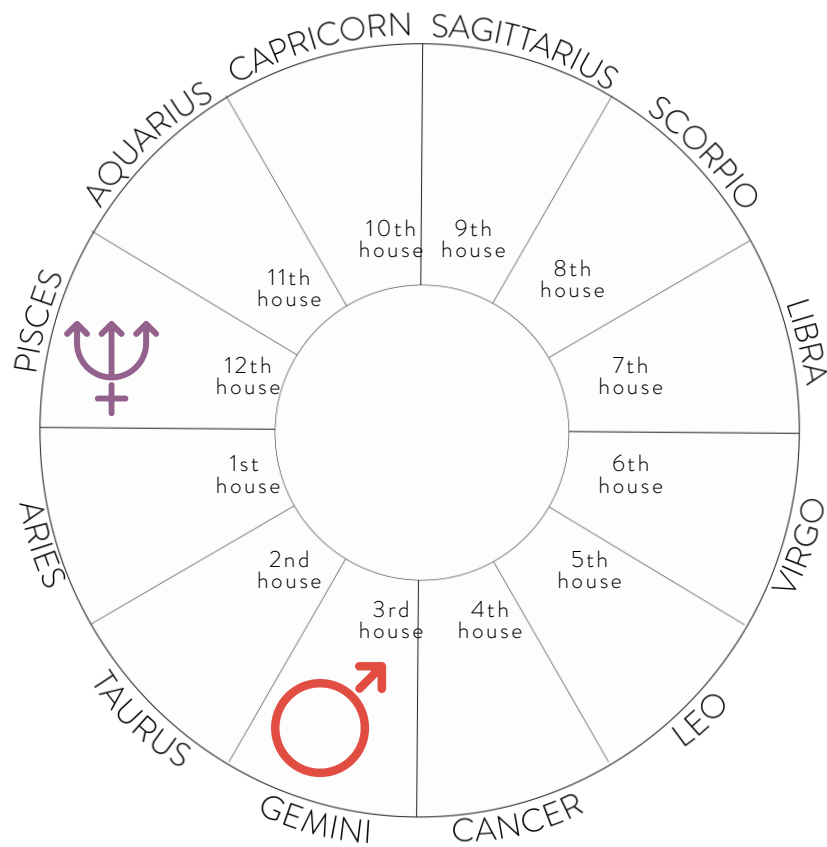 CAPRICORN
SAGITTARIUS
AQUARIUS
SCORPIO
PISCES
LIBRA
ARIES
VIRGO
TAURUS
LEO
GEMINI
CANCER
10th
house
9th
house
11th
house
8th
house
12th
house
7th
house
1st
house
6th
house
2nd
house
5th
house
3rd
house
4th
house